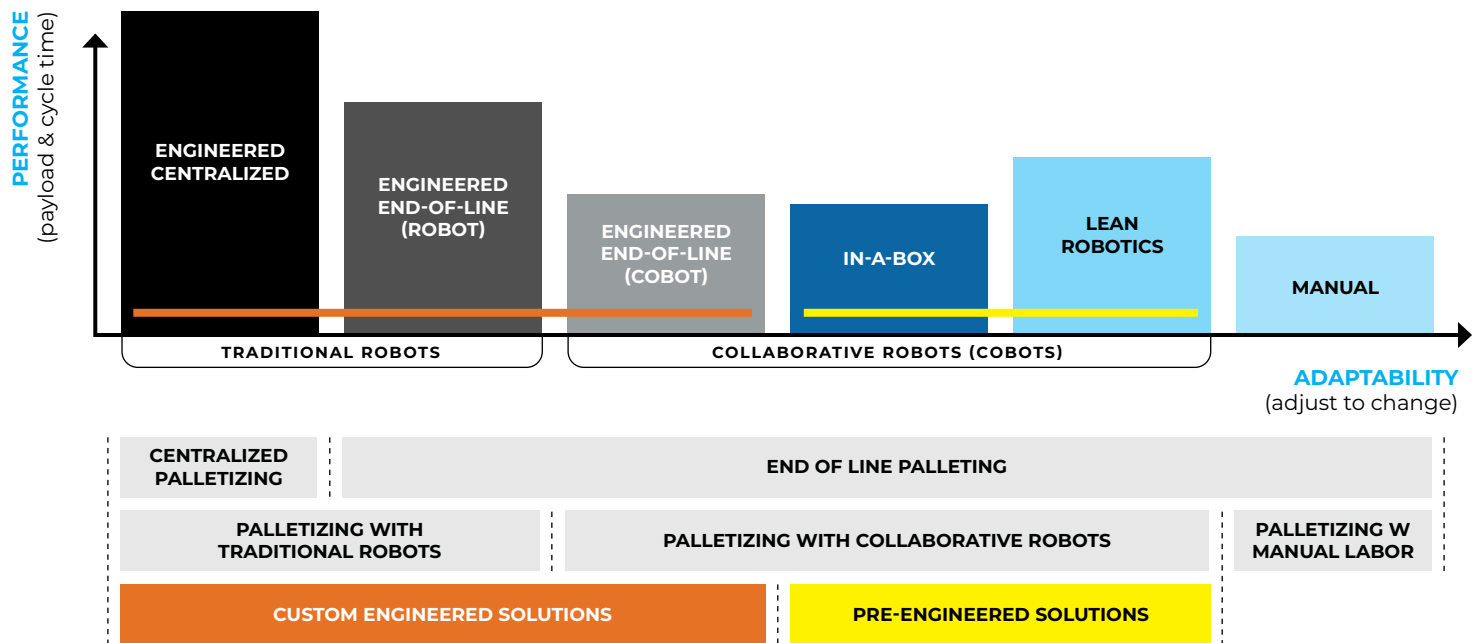 PERFORMANCE
(payload & cycle time)
ENGINEERED
CENTRALIZED
ENGINEERED
END-OF-LINE
(ROBOT)
ENGINEERED
END-OF-LINE
(COBOT)
IN-A-BOX
LEAN
ROBOTICS
MANUAL
TRADITIONAL ROBOTS
COLLABORATIVE ROBOTS (COBOTS)
ADAPTABILITY
(adjust to change)
CENTRALIZED
PALLETIZING
END OF LINE PALLETING
PALLETIZING WITH
TRADITIONAL ROBOTS
PALLETIZING WITH COLLABORATIVE ROBOTS
PALLETIZING W
MANUAL LABOR
CUSTOM ENGINEERED SOLUTIONS
PRE-ENGINEERED SOLUTIONS